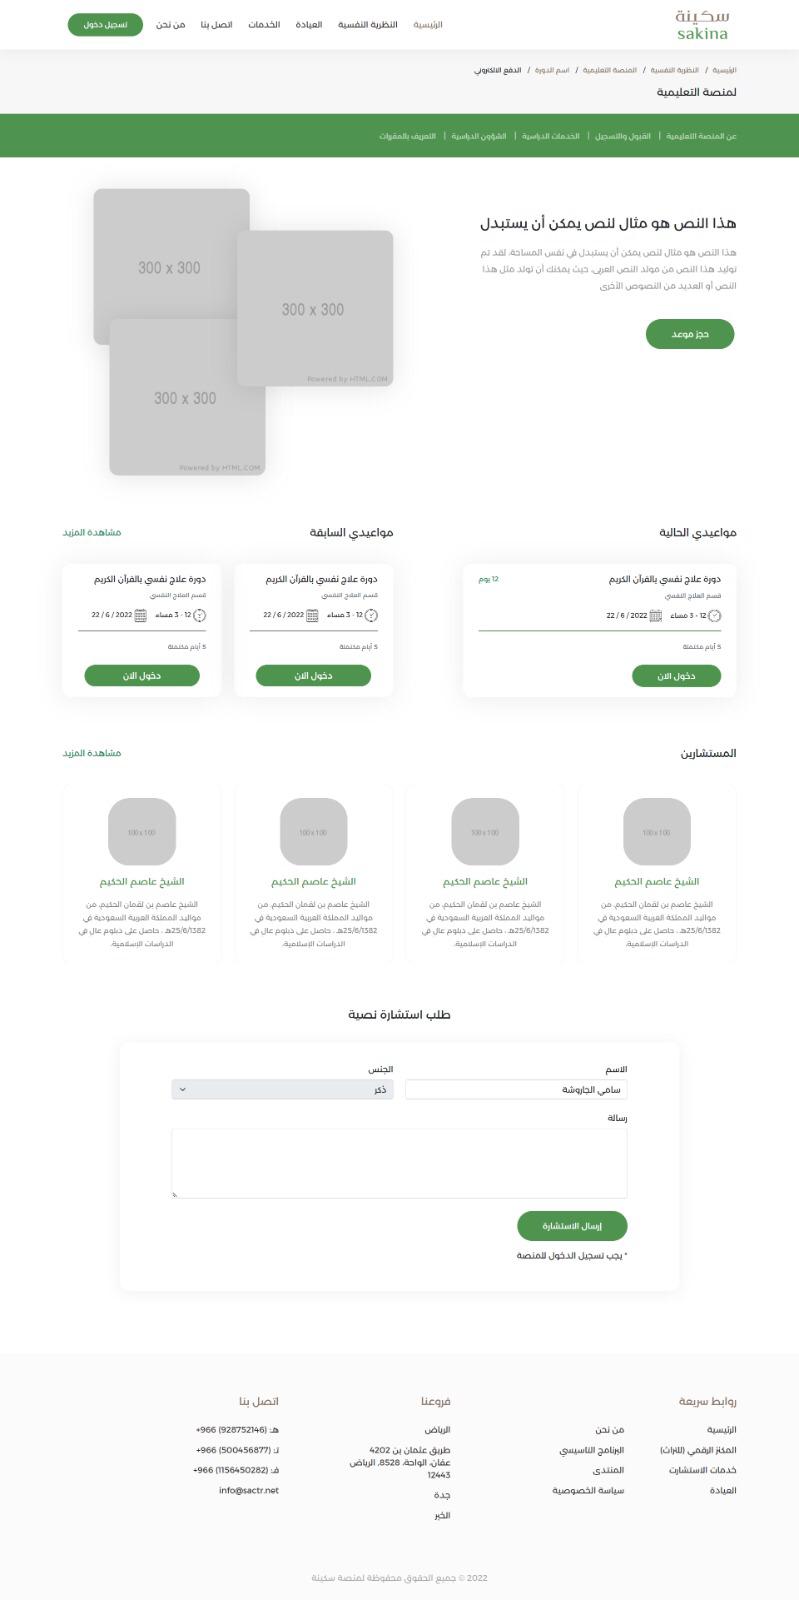 سكينة
sakina
الرئيسية
النظرية النفسية
العيادة
الخدمات
اتصل بنا
من نحن
تسجيل دخول
الرئيسية / النظرية النفسية / المنصة التعليمية / اسم الدورة / الدفع الالكتروني
لمنصة التعليمية
عن المنصة التعليمية | القبول والتسجيل | الخدمات الدراسية | الشؤون الدراسية | التعريف بالمقررات
هذا النص هو مثال لنص يمكن أن يستبدل
هذا النص هو مثال لنص يمكن أن يستبدل في نفس المساحة، لقد تم
توليد هذا النص من مولد النص العربى، حيث يمكنك أن تولد مثل هذا
النص أو العديد من النصوص الأخرى
حجز موعد
300 x 300
300 x 300
Powered by HTML.COM
300 x 300
Powered by HTML.COM
مواعيدي الحالية
دورة علاج نفسي بالقرآن الكريم
12 يوم
قسم العلاج النفسي
12 - 3 مساء
22 / 6 / 2022
5 أيام مكتملة
دخول الان
مواعيدي السابقة
مشاهدة المزيد
دورة علاج نفسي بالقرآن الكريم
قسم العلاج النفسي
12 - 3 مساء
22 / 6 / 2022
5 أيام مكتملة
دخول الان
دورة علاج نفسي بالقرآن الكريم
قسم العلاج النفسي
12 - 3 مساء
22 / 6 / 2022
5 أيام مكتملة
دخول الان
المستشارين
مشاهدة المزيد
100 x 100
الشيخ عاصم الحكيم
الشيخ عاصم بن لقمان الحكيم، من
مواليد المملكة العربية السعودية في
25/6/1382هـ ، حاصل على دبلوم عال في
الدراسات الإسلامية.
100 x 100
الشيخ عاصم الحكيم
الشيخ عاصم بن لقمان الحكيم، من
مواليد المملكة العربية السعودية في
25/6/1382هـ ، حاصل على دبلوم عال في
الدراسات الإسلامية.
100 x 100
الشيخ عاصم الحكيم
الشيخ عاصم بن لقمان الحكيم، من
مواليد المملكة العربية السعودية في
25/6/1382هـ ، حاصل على دبلوم عال في
الدراسات الإسلامية.
100 x 100
الشيخ عاصم الحكيم
الشيخ عاصم بن لقمان الحكيم، من
مواليد المملكة العربية السعودية في
25/6/1382هـ ، حاصل على دبلوم عال في
الدراسات الإسلامية.
طلب استشارة نصية
الاسم
سامي الجاروشة
الجنس
ذكر
رسالة
إرسال الاستشارة
* يجب تسجيل الدخول للمنصة
روابط سريعة
الرئيسية
المكنز الرقمي (للتراث)
خدمات الاستشارت
العيادة
من نحن
البرنامج التاسيسي
المنتدى
سياسة الخصوصية
فروعنا
الرياض
طريق عثمان بن 4202
عفان، الواحة، 8528، الرياض
12443
جدة
الخبر
اتصل بنا
هـ: (928752146) 966+
ت: (500456877) 966+
ف: (1156450282) 966+
info@sactr.net
2022 © جميع الحقوق محفوظة لمنصة سكينة